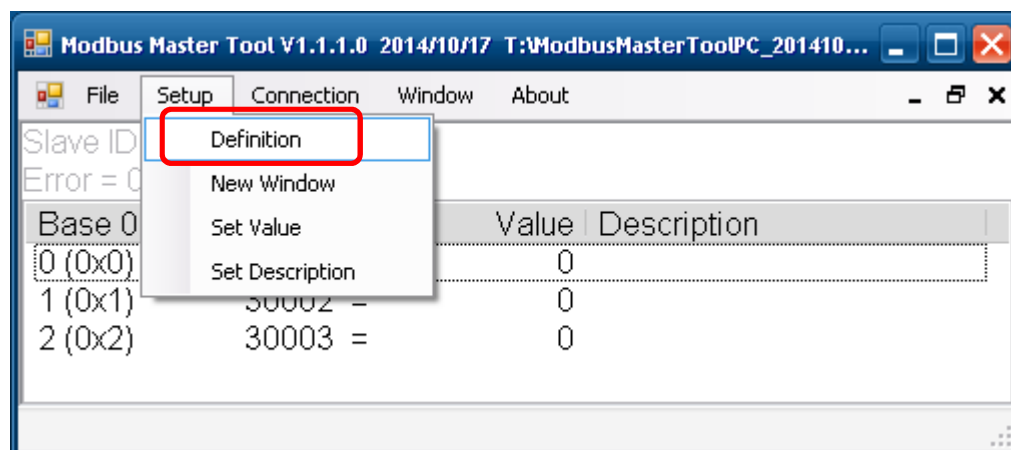 Modbus Master Tool V1.1.1.0 2014/10/17 T:\ModbusMasterToolPC_201410...
File Setup Connection Window About
Slave ID
Definition
Error = 0
New Window
Base 0 Value Description
Set Value
0 (0x0) 0
Set Description
1 (0x1) 30002 = 0
2 (0x2) 30003 = 0